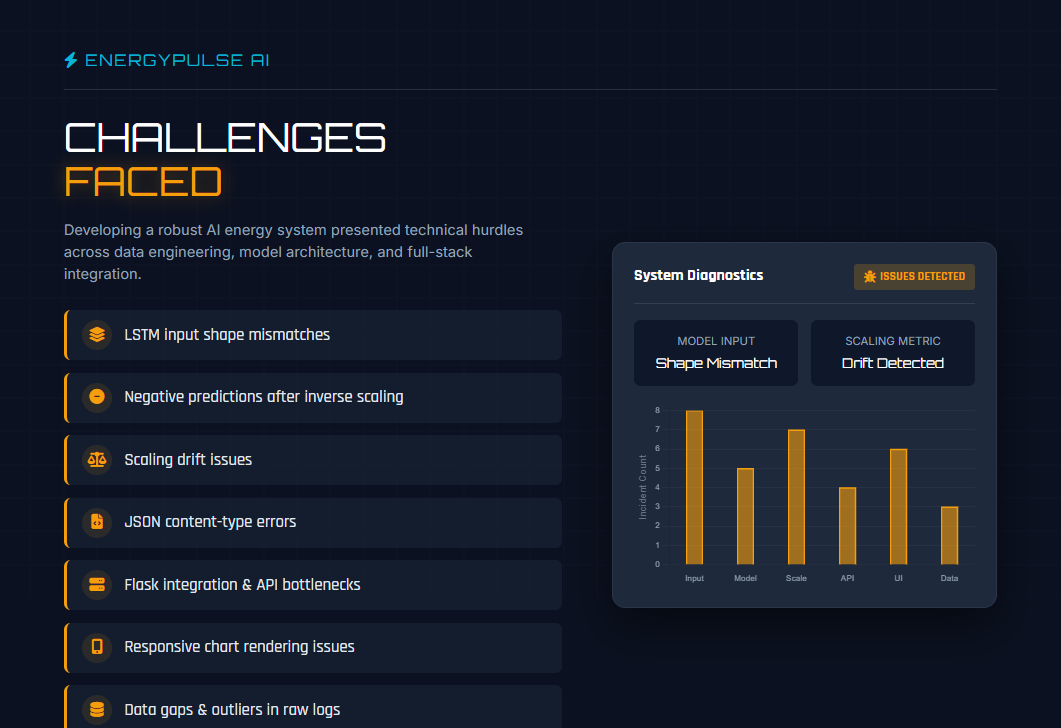 ENERGYPULSE AI
CHALLENGES
FACED
Developing a robust AI energy system presented technical hurdles
across data engineering, model architecture, and full-stack
integration.
LSTM input shape mismatches
Negative predictions after inverse scaling
Scaling drift issues
JSON content-type errors
Flask integration & API bottlenecks
Responsive chart rendering issues
Data gaps & outliers in raw logs
System Diagnostics
ISSUES DETECTED
MODEL INPUT
Shape Mismatch
SCALING METRIC
Drift Detected
Incident Count
8
7
6
5
4
3
2
1
0
Input Model Scale API UI Data